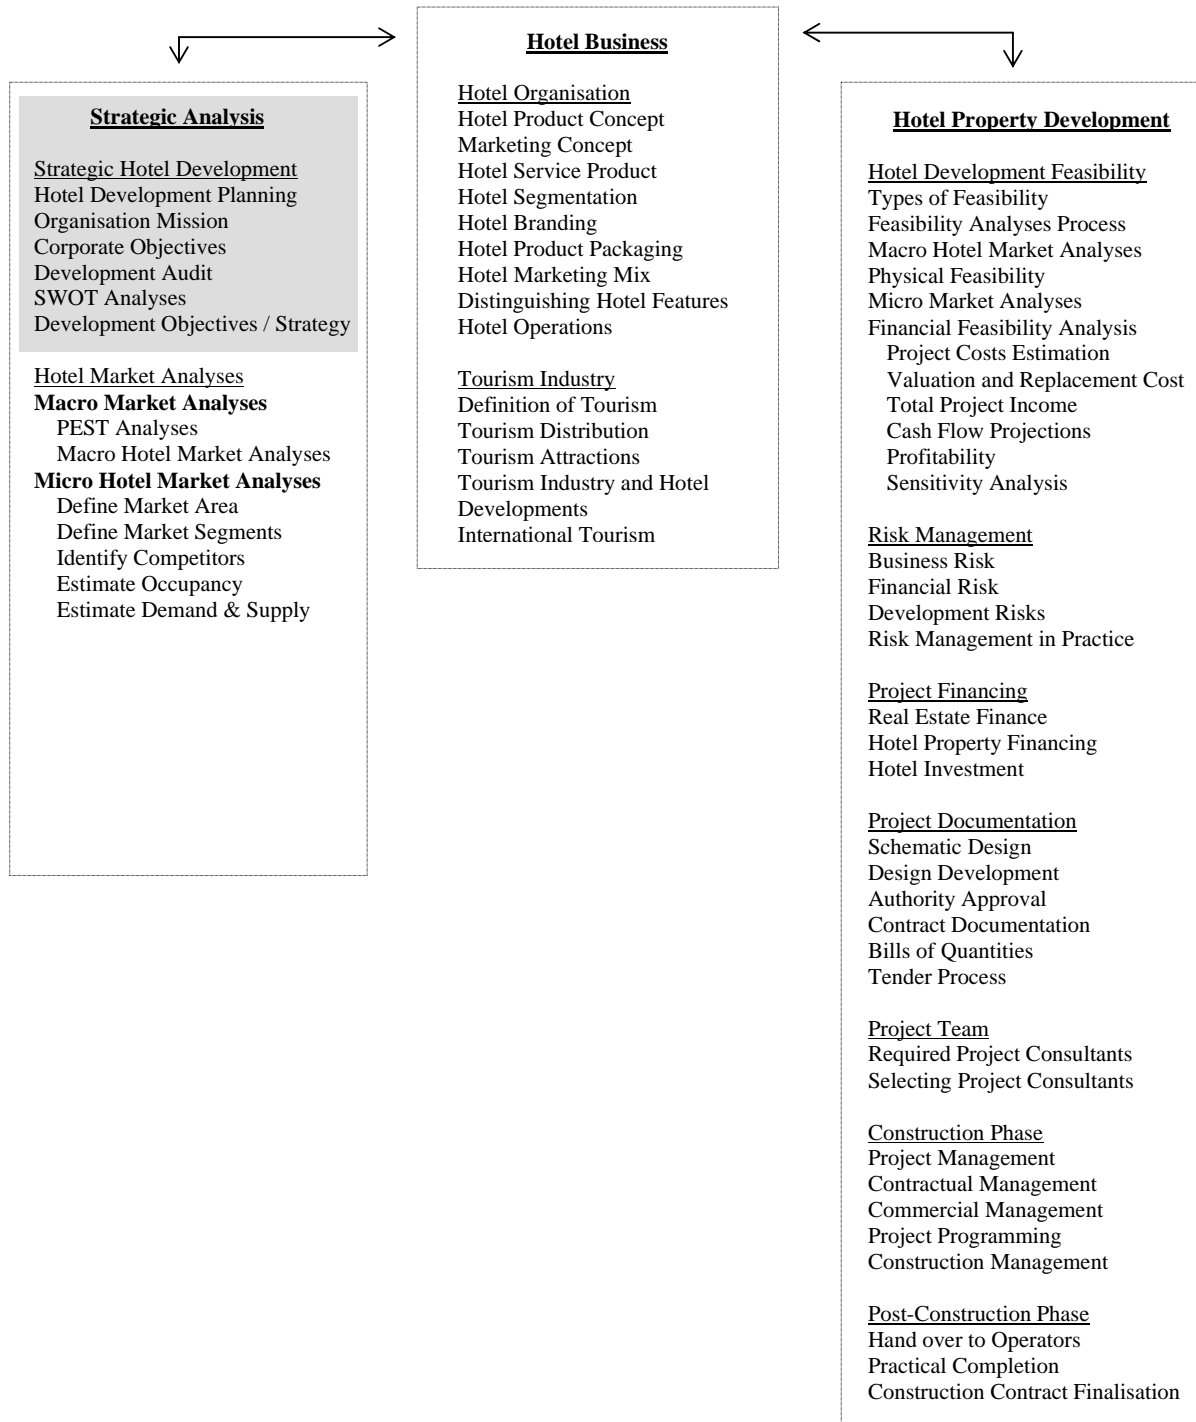 Hotel Business
Hotel Organisation
Hotel Product Concept
Marketing Concept
Hotel Service Product
Hotel Segmentation
Hotel Branding
Hotel Product Packaging
Hotel Marketing Mix
Distinguishing Hotel Features
Hotel Operations
Tourism Industry
Definition of Tourism
Tourism Distribution
Tourism Attractions
Tourism Industry and Hotel
Developments
International Tourism
Strategic Analysis
Strategic Hotel Development
Hotel Development Planning
Organisation Mission
Corporate Objectives
Development Audit
SWOT Analyses
Development Objectives / Strategy
Hotel Market Analyses
Macro Market Analyses
PEST Analyses
Macro Hotel Market Analyses
Micro Hotel Market Analyses
Define Market Area
Define Market Segments
Identify Competitors
Estimate Occupancy
Estimate Demand & Supply
Hotel Property Development
Hotel Development Feasibility
Types of Feasibility
Feasibility Analyses Process
Macro Hotel Market Analyses
Physical Feasibility
Micro Market Analyses
Financial Feasibility Analysis
Project Costs Estimation
Valuation and Replacement Cost
Total Project Income
Cash Flow Projections
Profitability
Sensitivity Analysis
Risk Management
Business Risk
Financial Risk
Development Risks
Risk Management in Practice
Project Financing
Real Estate Finance
Hotel Property Financing
Hotel Investment
Project Documentation
Schematic Design
Design Development
Authority Approval
Contract Documentation
Bills of Quantities
Tender Process
Project Team
Required Project Consultants
Selecting Project Consultants
Construction Phase
Project Management
Contractual Management
Commercial Management
Project Programming
Construction Management
Post-Construction Phase
Hand over to Operators
Practical Completion
Construction Contract Finalisation